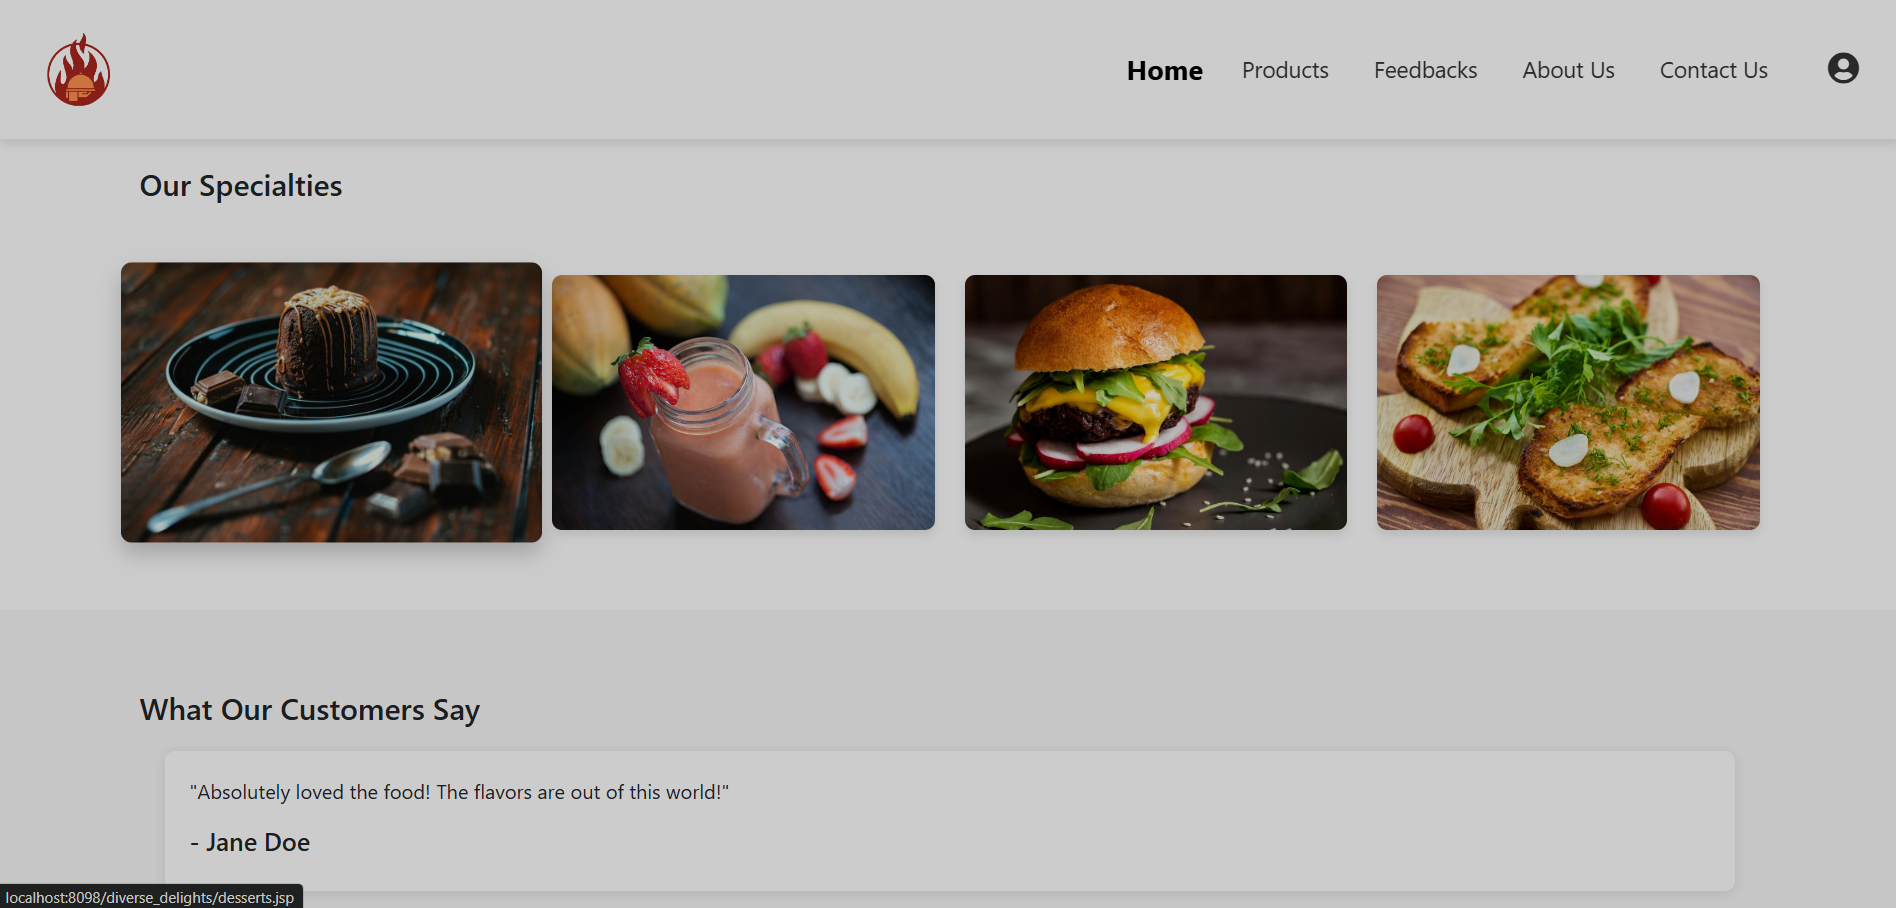 Home Products Feedbacks About Us Contact Us
Our Specialties
What Our Customers Say
"Absolutely loved the food! The flavors are out of this world!"
- Jane Doe
localhost:8098/diverse_delights/desserts.jsp